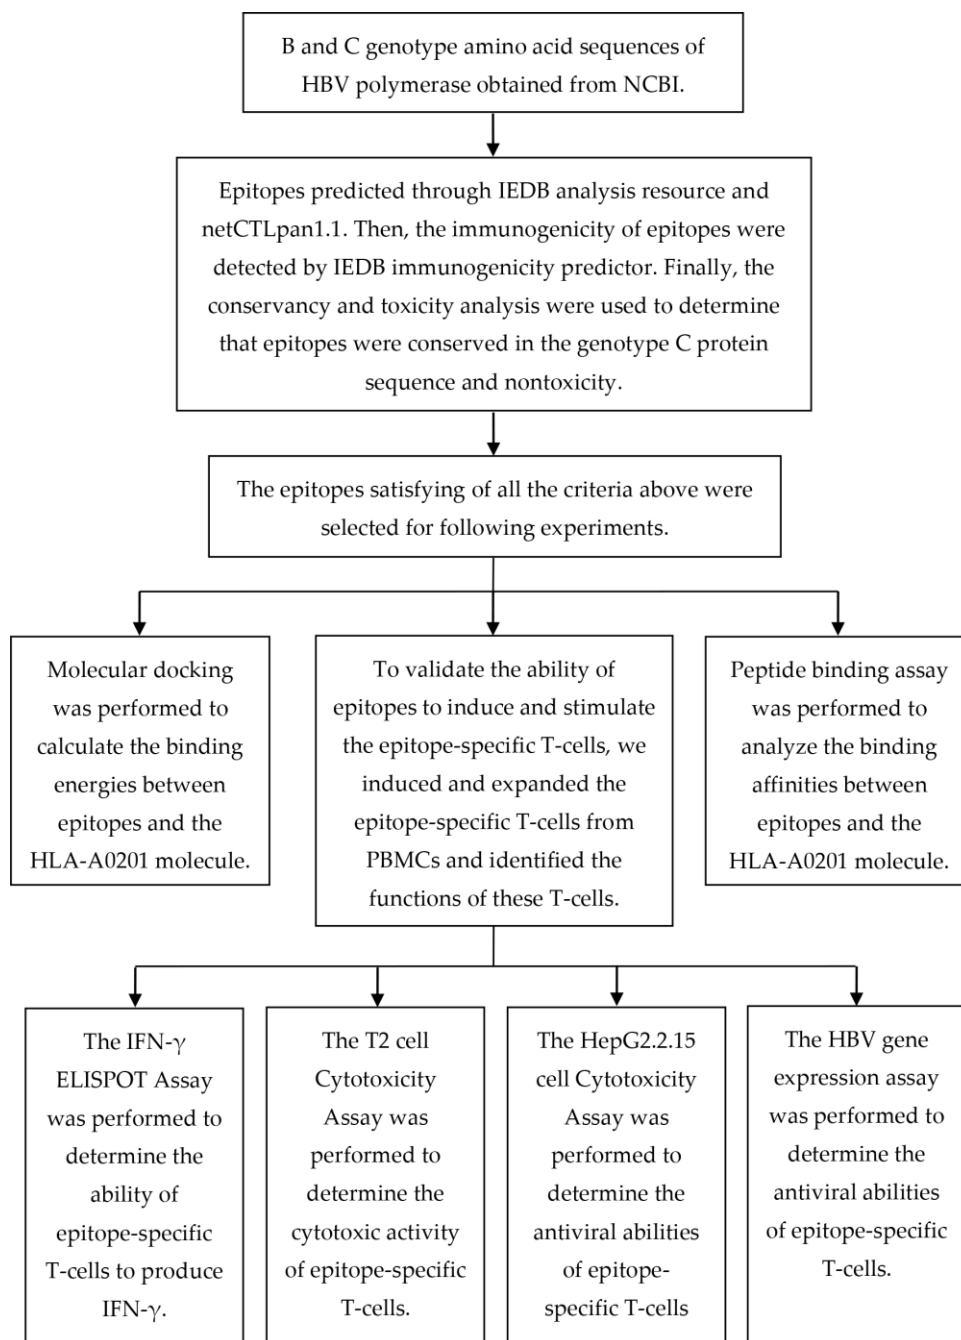 B and C genotype amino acid sequences of
HBV polymerase obtained from NCBI.
Epitopes predicted through IEDB analysis resource and
netCTLpan1.1. Then, the immunogenicity of epitopes were
detected by IEDB immunogenicity predictor. Finally, the
conservancy and toxicity analysis were used to determine
that epitopes were conserved in the genotype C protein
sequence and nontoxicity.
The epitopes satisfying of all the criteria above were
selected for following experiments.
Molecular docking
was performed to
calculate the binding
energies between
epitopes and the
HLA-A0201 molecule.
To validate the ability of
epitopes to induce and stimulate
the epitope-specific T-cells, we
induced and expanded the
epitope-specific T-cells from
PBMCs and identified the
functions of these T-cells.
Peptide binding assay
was performed to
analyze the binding
affinities between
epitopes and the
HLA-A0201 molecule.
The IFN-γ
ELISPOT Assay
was performed to
determine the
ability of
epitope-specific
T-cells to produce
IFN-γ.
The T2 cell
Cytotoxicity
Assay was
performed to
determine the
cytotoxic activity
of epitope-specific
T-cells.
The HepG2.2.15
cell Cytotoxicity
Assay was
performed to
determine the
antiviral abilities
of epitope-
specific T-cells
The HBV gene
expression assay
was performed to
determine the
antiviral abilities
of epitope-specific
T-cells.